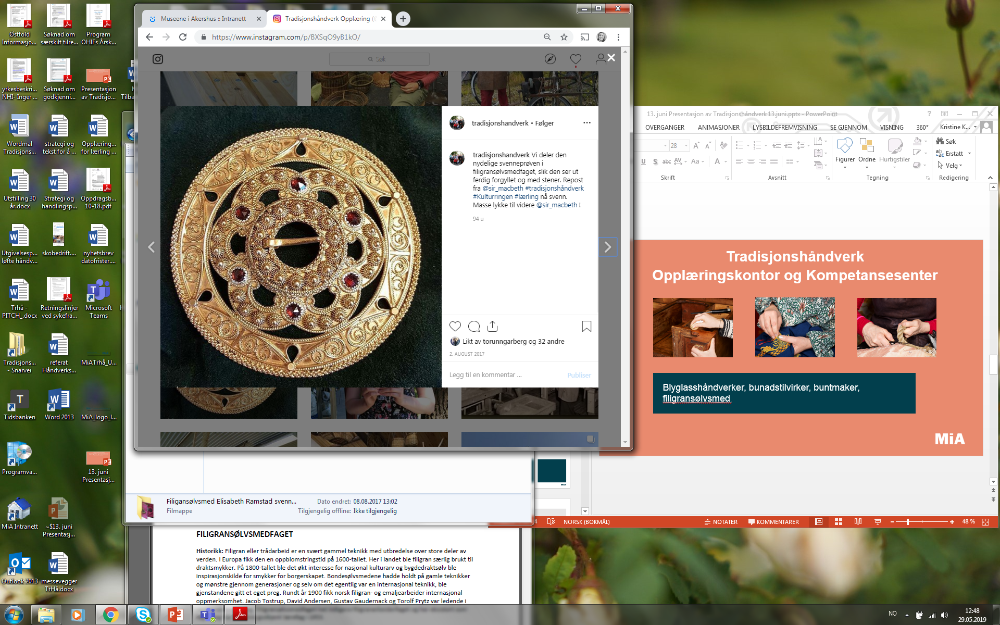 Østfold
Informasjo...
Søknad om
særskilt tilre...
Program
OHIFs Årsk...
yrkesbeskri...
NHI- Inger ...
Søknad om
godkjenni...
Presentasjon
av Tradisjo...
Wordmal
Tradisjons...
strategi og
tekst for å ...
Opplæring...
for lærling ...
Utstilling 30
år.docx
Strategi og
handlingsp...
Oppdragsb...
10-18.pdf
Utgivelsesp...
løfte håndv...
skobedrift....
nyhetsbrev
datofrister....
Trhå -
PITCH_.docx
Retningslinjer
ved sykefra...
Microsoft
Teams
Tradisjons...
- Snarvei
referat
Håndverks...
MiATrhå_U...
Tidsbanken
Word 2013
MiA_logo_l...
Programva...
13. juni
Presentasj...
MiA Intranett
~$13. juni
Presentasj...
Outlook 2013
messevegger
TrHå.docx
Museene i Akershus :: Intranett
Tradisjonshåndverk Opplæring (
https://www.instagram.com/p/BXSqO9yB1kO/
Søk
tradisjonshandverk • Følger
tradisjonshandverk Vi deler den
nydelige svenneprøven i
filigransølvsmedfaget, slik den ser ut
ferdig forgyllet og med stener. Repost
fra @sir_macbeth #tradisjonshåndverk
#Kulturringen #lærling nå svenn.
Masse lykke til videre @sir_macbeth !
94 u
Likt av torunngarberg og 32 andre
2. AUGUST 2017
Legg til en kommentar ...
Publiser
13. juni Presentasjon av Tradisjonshåndverk 13.juni.pptx - PowerPoint
OVERGANGER ANIMASJONER LYSBILDEFREMVISNING SE GJENNOM VISNING 360° Kristine K...
28
Figurer Ordne Hurtigstiler
Søk
Erstatt
Velg
Skrift Avsnitt Tegning Redigering
Tradisjonshåndverk
Opplæringskontor og Kompetansesenter
Blyglasshåndverker, bunadstilvirker, buntmaker,
filigransølvsmed
MiA
NORSK (BOKMÅL) NOTATER KOMMENTARER 48 %
Filigansølvsmed Elisabeth Ramstad svenn... Dato endret: 08.08.2017 13:02
Filmappe Tilgjengelig offline: Ikke tilgjengelig
FILIGRANSØLVSMEDFAGET
Historikk: Filigran eller trådarbeid er en svært gammel teknikk med utbredelse over store deler av
verden. I Europa fikk den en oppblomstringstid på 1600-tallet. Her i landet ble filigran særlig brukt til
draktsmykker. På 1800-tallet ble det økt interesse for nasjonal kulturarv og bygdedraktsølv ble
inspirasjonskilde for smykker for borgerskapet. Bondesølvsmedene hadde holdt på gamle teknikker
og mønstre gjennom generasjoner og selv om det egentlig var en internasjonal teknikk, ble
gjenstandene gitt et eget preg. Rundt år 1900 fikk norsk filigran- og emaljearbeider internasjonal
oppmerksomhet. Jacob Tostrup, David Andersen, Gustav Gaudernack og Torolf Prytz var ledende i
NO
12:48
29.05.2019